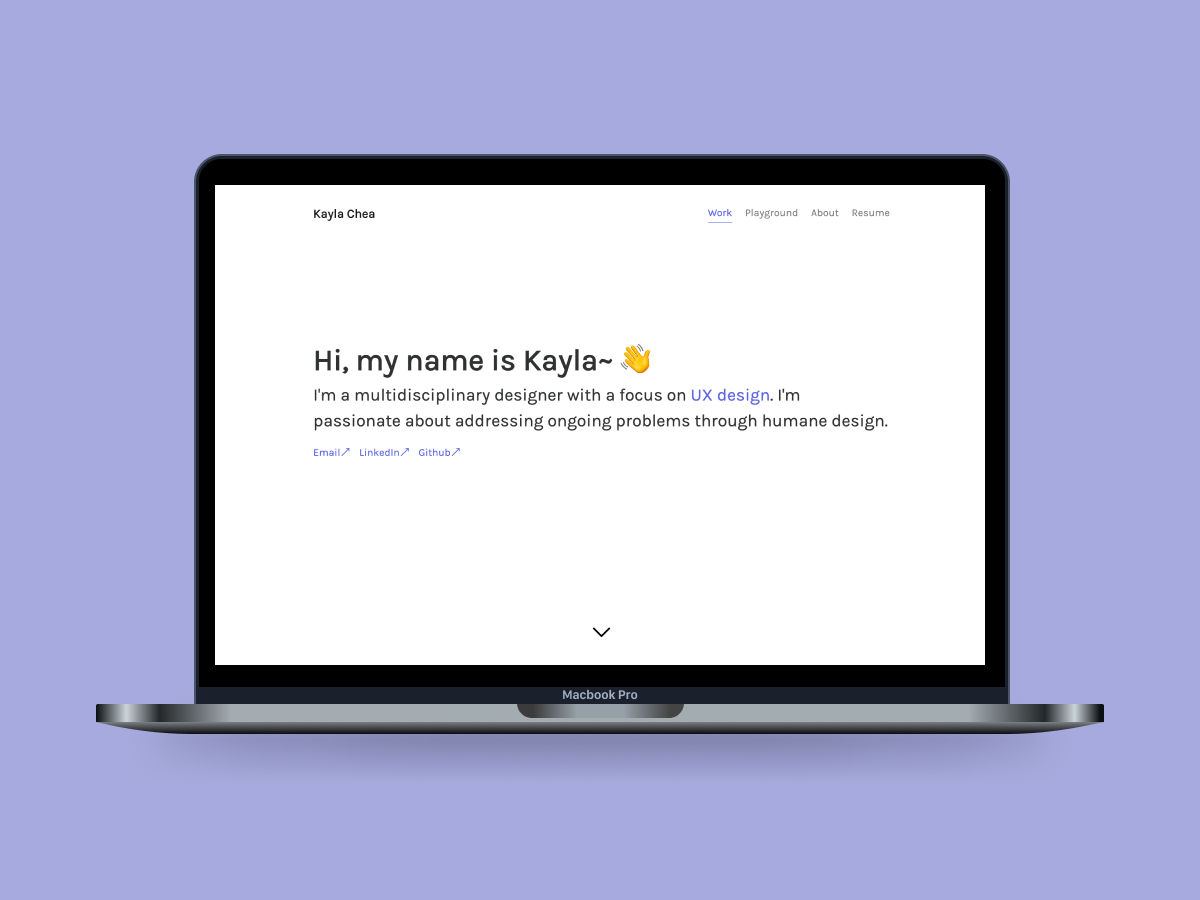 Kayla Chea
Work Playground About Resume
Hi, my name is Kayla~ 👋
I'm a multidisciplinary designer with a focus on UX design. I'm
passionate about addressing ongoing problems through humane design.
Email↗ LinkedIn↗ Github↗
Macbook Pro